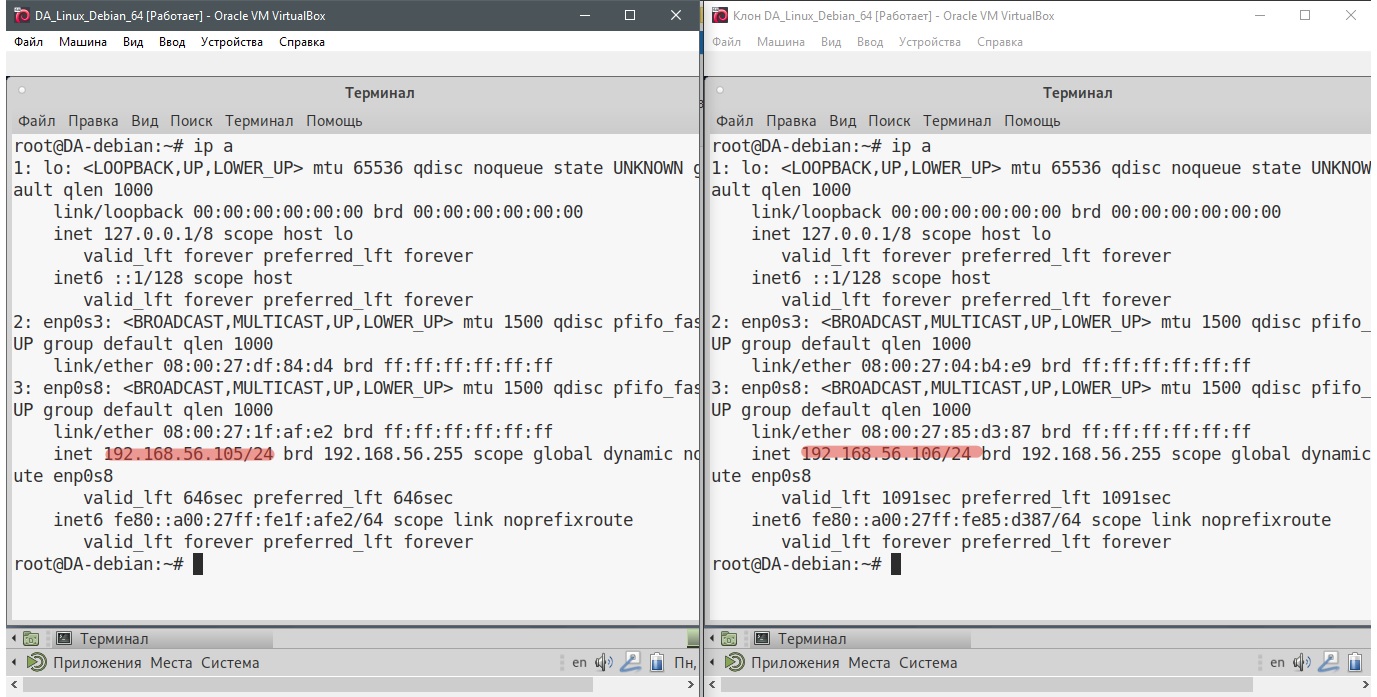 DA_Linux_Debian_64 [Работает] - Oracle VM VirtualBox
Файл Машина Вид Ввод Устройства Справка
Терминал
Файл Правка Вид Поиск Терминал Помощь
root@DA-debian:~# ip a
1: lo: <LOOPBACK,UP,LOWER_UP> mtu 65536 qdisc noqueue state UNKNOWN g
ault qlen 1000
link/loopback 00:00:00:00:00:00 brd 00:00:00:00:00:00
inet 127.0.0.1/8 scope host lo
valid_lft forever preferred_lft forever
inet6 ::1/128 scope host
valid_lft forever preferred_lft forever
2: enp0s3: <BROADCAST,MULTICAST,UP,LOWER_UP> mtu 1500 qdisc pfifo_fas
UP group default qlen 1000
link/ether 08:00:27:df:84:d4 brd ff:ff:ff:ff:ff:ff
3: enp0s8: <BROADCAST,MULTICAST,UP,LOWER_UP> mtu 1500 qdisc pfifo_fas
UP group default qlen 1000
link/ether 08:00:27:1f:af:e2 brd ff:ff:ff:ff:ff:ff
inet 192.168.56.105/24 brd 192.168.56.255 scope global dynamic no
ute enp0s8
valid_lft 646sec preferred_lft 646sec
inet6 fe80::a00:27ff:fe1f:afe2/64 scope link noprefixroute
valid_lft forever preferred_lft forever
root@DA-debian:~#
Терминал
Приложения Места Система en Пн,
Клон DA_Linux_Debian_64 [Работает] - Oracle VM VirtualBox
Файл Машина Вид Ввод Устройства Справка
Терминал
Файл Правка Вид Поиск Терминал Помощь
root@DA-debian:~# ip a
1: lo: <LOOPBACK,UP,LOWER_UP> mtu 65536 qdisc noqueue state UNKNOW
ault qlen 1000
link/loopback 00:00:00:00:00:00 brd 00:00:00:00:00:00
inet 127.0.0.1/8 scope host lo
valid_lft forever preferred_lft forever
inet6 ::1/128 scope host
valid_lft forever preferred_lft forever
2: enp0s3: <BROADCAST,MULTICAST,UP,LOWER_UP> mtu 1500 qdisc pfifo_
UP group default qlen 1000
link/ether 08:00:27:04:b4:e9 brd ff:ff:ff:ff:ff:ff
3: enp0s8: <BROADCAST,MULTICAST,UP,LOWER_UP> mtu 1500 qdisc pfifo_
UP group default qlen 1000
link/ether 08:00:27:85:d3:87 brd ff:ff:ff:ff:ff:ff
inet 192.168.56.106/24 brd 192.168.56.255 scope global dynamic
ute enp0s8
valid_lft 1091sec preferred_lft 1091sec
inet6 fe80::a00:27ff:fe85:d387/64 scope link noprefixroute
valid_lft forever preferred_lft forever
root@DA-debian:~#
Терминал
Приложения Места Система en